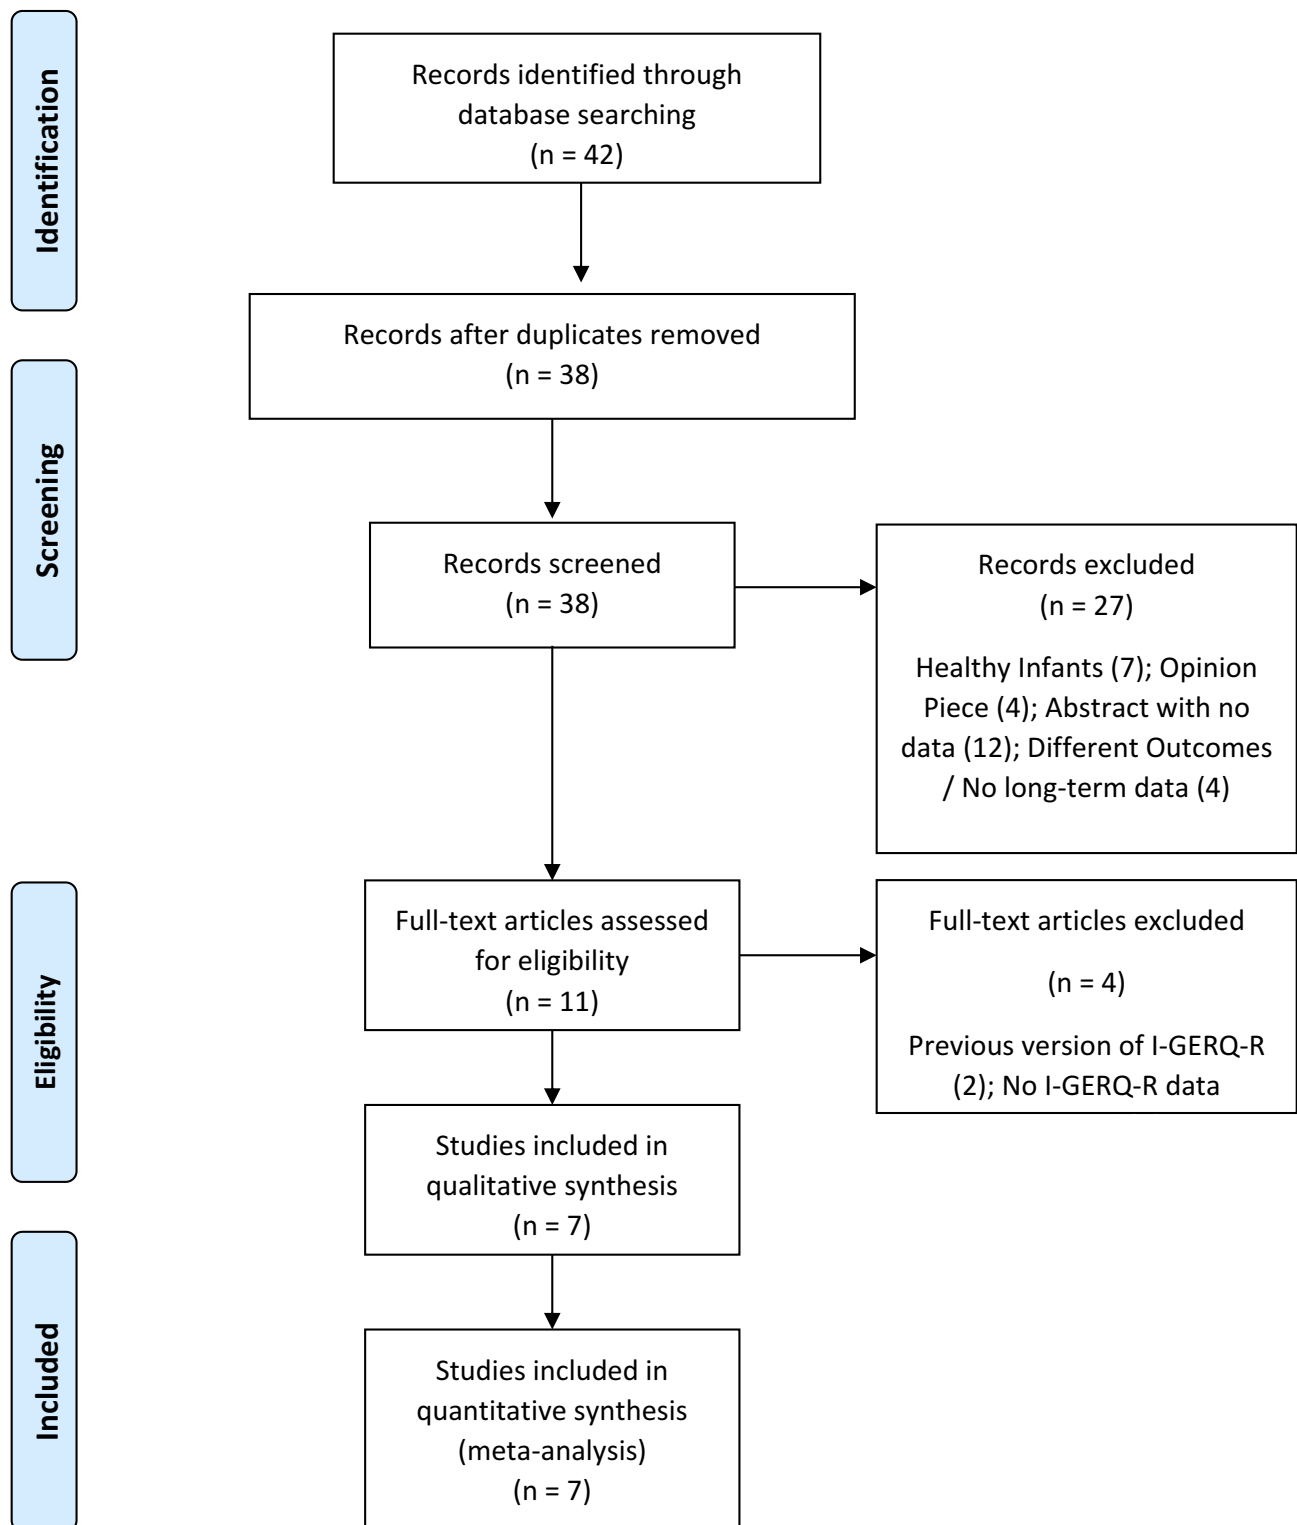 Identification
Records identified through
database searching
(n = 42)
Records after duplicates removed
(n = 38)
Screening
Records screened
(n = 38)
Records excluded
(n = 27)
Healthy Infants (7); Opinion
Piece (4); Abstract with no
data (12); Different Outcomes
/ No long-term data (4)
Eligibility
Full-text articles assessed
for eligibility
(n = 11)
Full-text articles excluded
(n = 4)
Previous version of I-GERQ-R
(2); No I-GERQ-R data
Studies included in
qualitative synthesis
(n = 7)
Included
Studies included in
quantitative synthesis
(meta-analysis)
(n = 7)